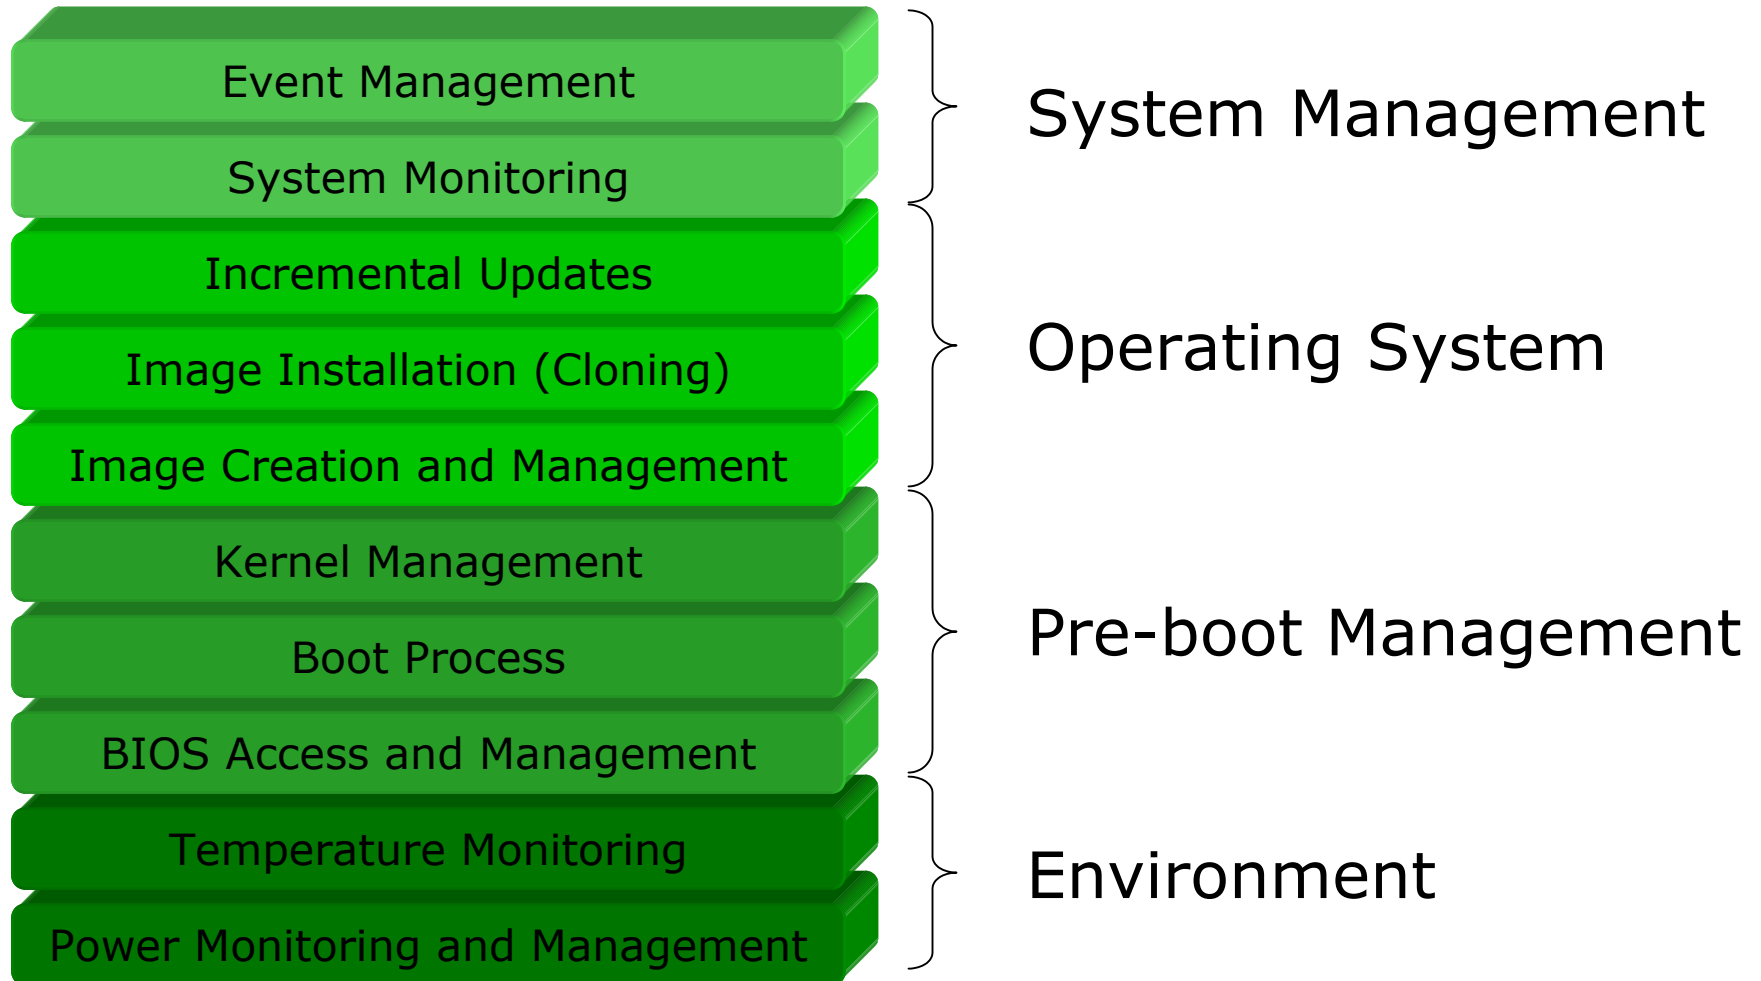 Event Management
System Monitoring
Incremental Updates
Image Installation (Cloning)
Image Creation and Management
Kernel Management
Boot Process
BIOS Access and Management
Temperature Monitoring
Power Monitoring and Management
System Management
Operating System
Pre-boot Management
Environment